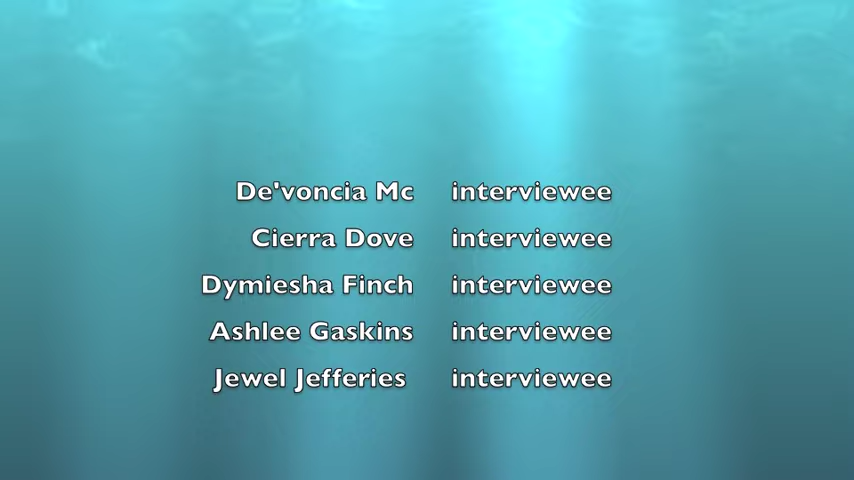 De'voncia Mc interviewee
Cierra Dove interviewee
Dymiesha Finch interviewee
Ashlee Gaskins interviewee
Jewel Jefferies interviewee